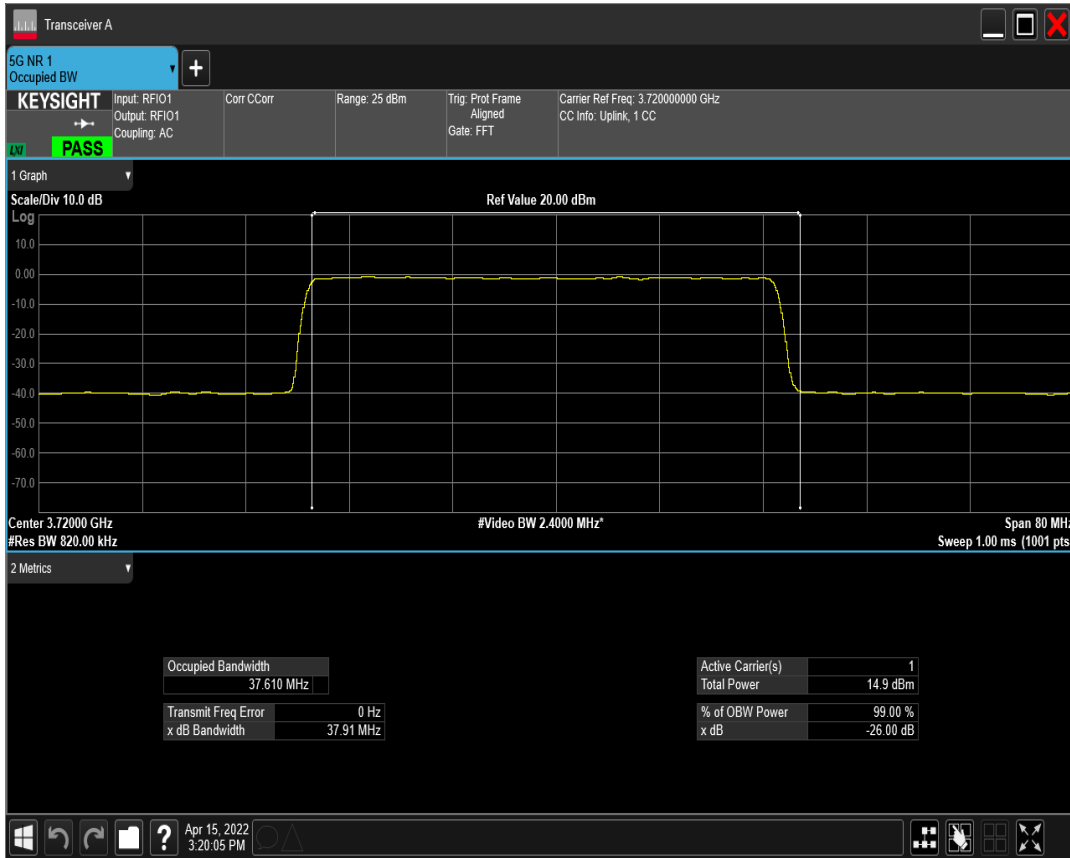 Transceiver A
5G NR 1
Occupied BW
+
KEYSIGHT
LXI
PASS
Input: RFIO1
Output: RFIO1
Coupling: AC
Corr CCorr
Range: 25 dBm
Trig: Prot Frame
Aligned
Gate: FFT
Carrier Ref Freq: 3.720000000 GHz
CC Info: Uplink, 1 CC
1 Graph
Scale/Div 10.0 dB
Ref Value 20.00 dBm
Log
10.0
0.00
-10.0
-20.0
-30.0
-40.0
-50.0
-60.0
-70.0
Center 3.72000 GHz
#Video BW 2.4000 MHz*
Span 80 MHz
#Res BW 820.00 kHz
Sweep 1.00 ms (1001 pts
2 Metrics
Occupied Bandwidth
37.610 MHz
Transmit Freq Error 0 Hz
x dB Bandwidth 37.91 MHz
Active Carrier(s) 1
Total Power 14.9 dBm
% of OBW Power 99.00 %
x dB -26.00 dB
?
Apr 15, 2022
3:20:05 PM